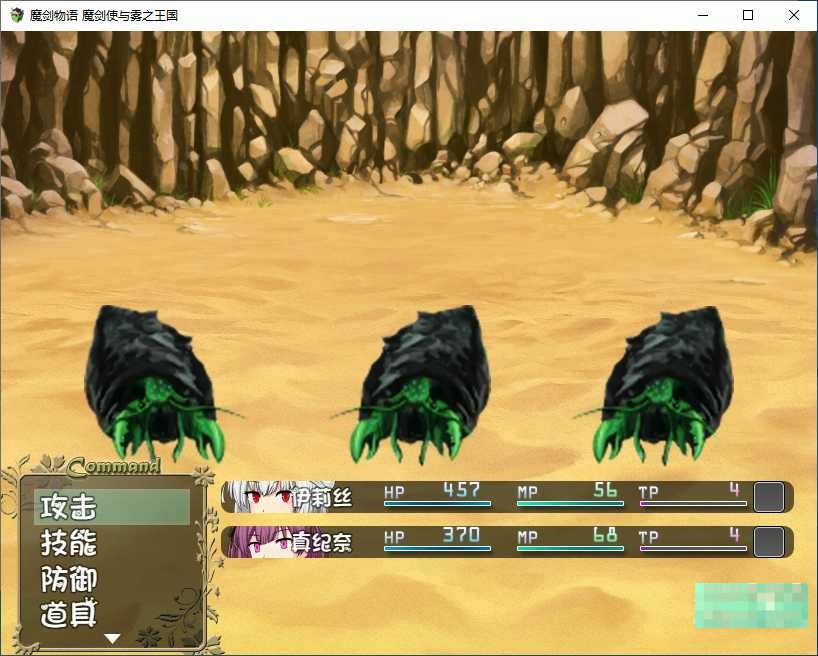 魔剑物语 魔剑使与雾之王国
Command
攻击
技能
防御
道具
伊莉丝 HP 457 MP 56 TP 4
真纪奈 HP 370 MP 68 TP 4